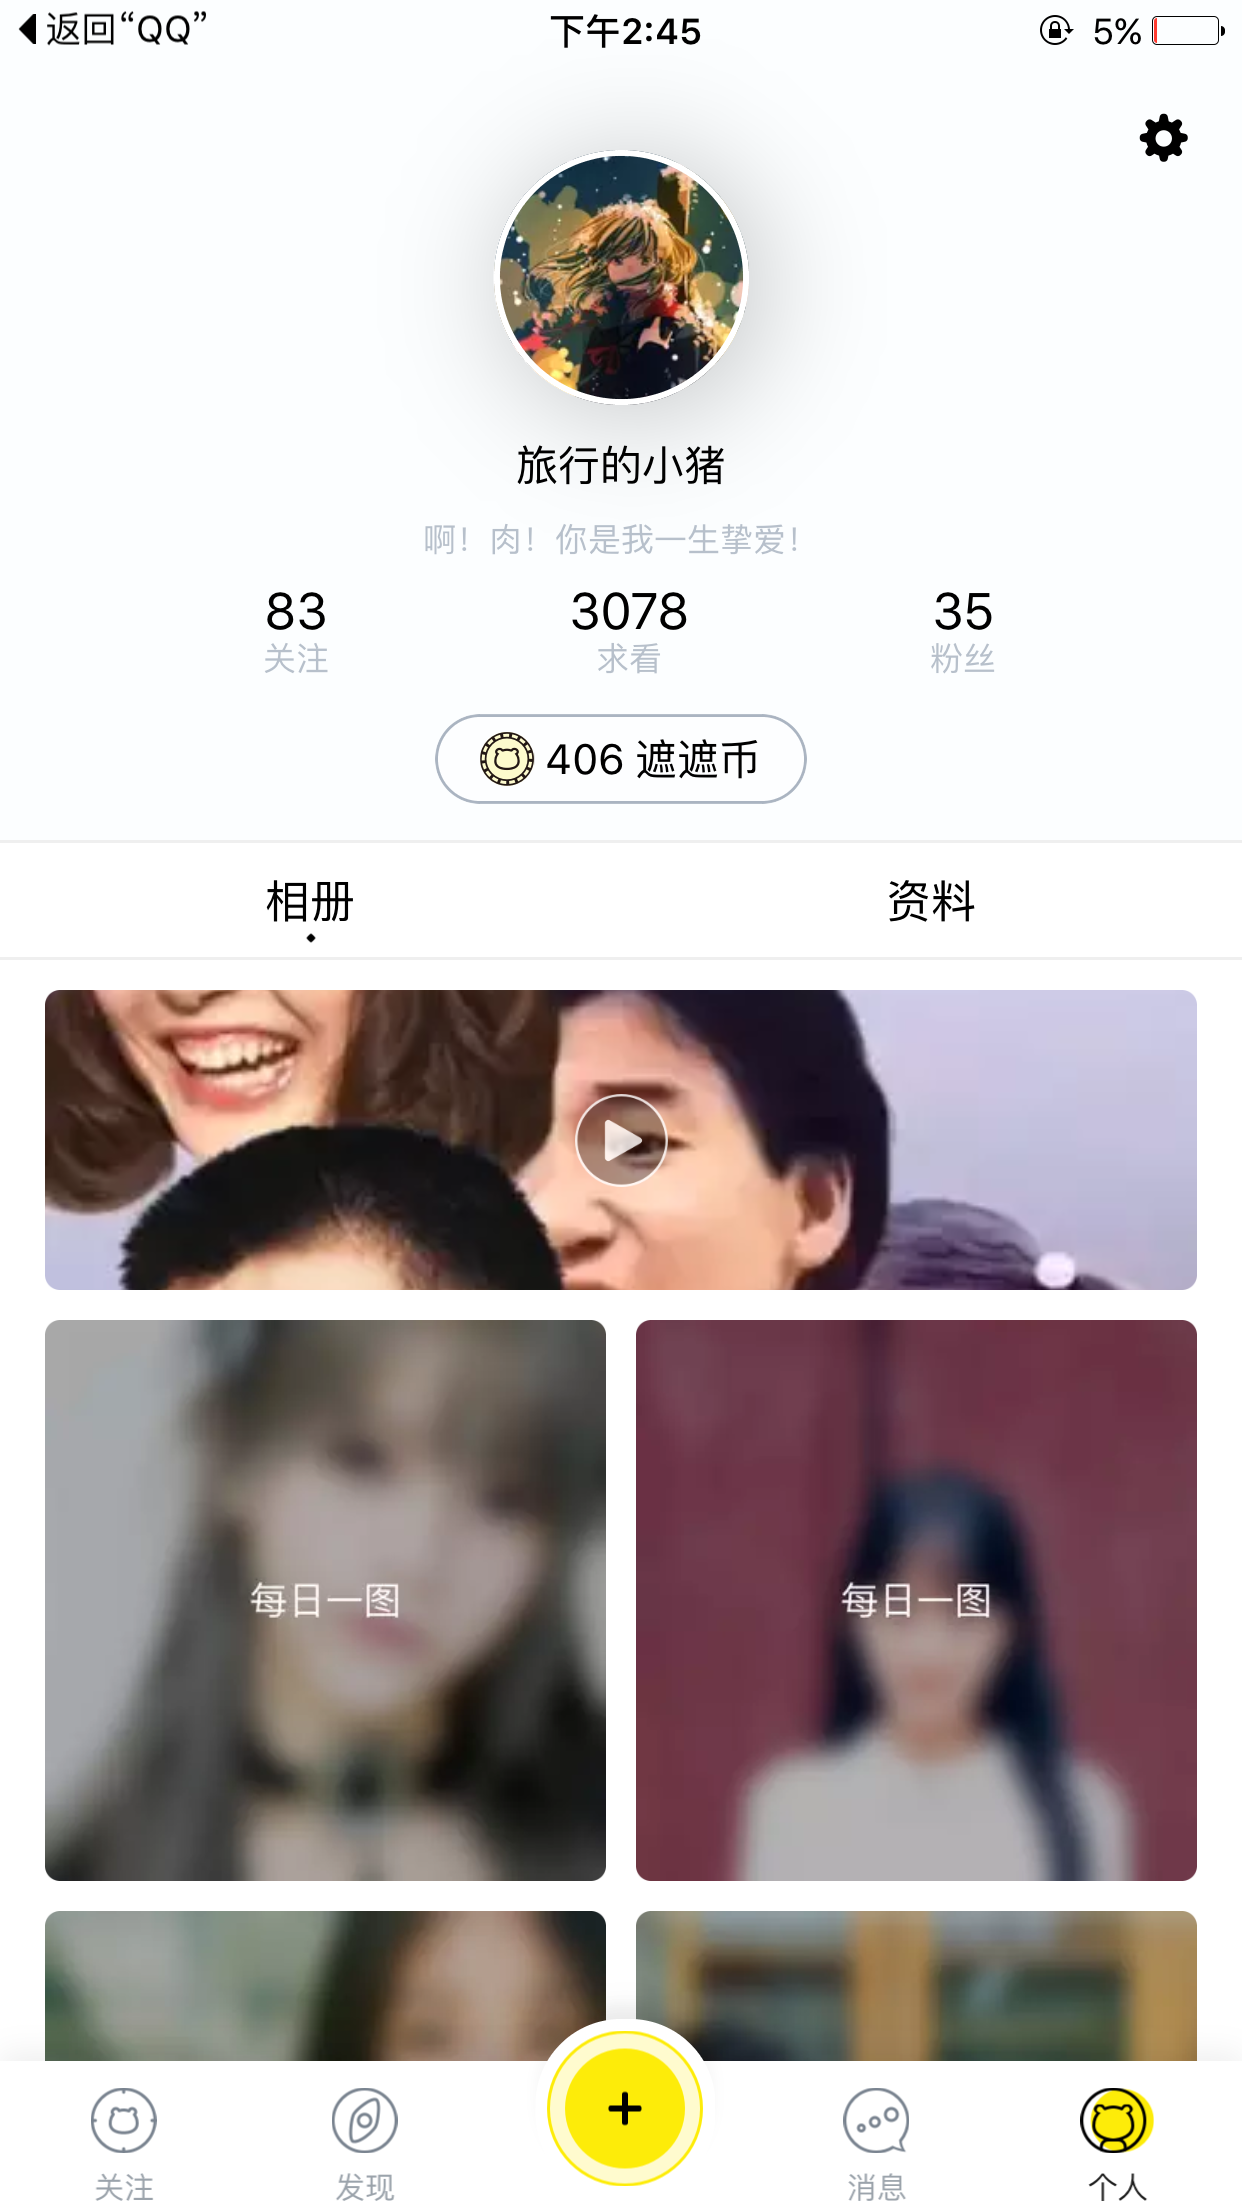 返回“QQ”
下午2:45
5%
旅行的小猪
啊！肉！你是我一生挚爱！
83
3078
35
关注
求看
粉丝
406 遮遮币
相册
资料
每日一图
每日一图
关注
发现
消息
个人